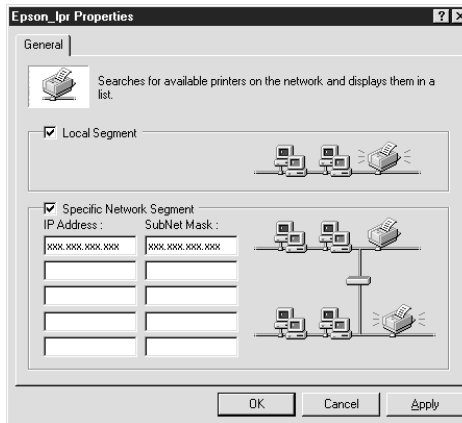 Epson_lpr Properties
General
Searches for available printers on the network and displays them in a
list.
Local Segment
Specific Network Segment
IP Address : SubNet Mask :
xxx.xxx.xxx.xxx xxx.xxx.xxx.xxx
OK Cancel Apply